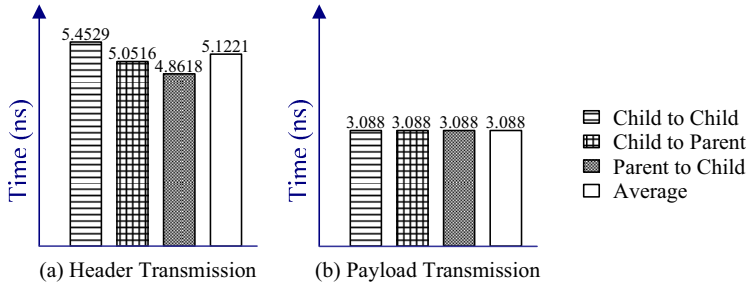 5.4529
5.0516
4.8618
5.1221
Time (ns)
(a) Header Transmission
3.088 3.088 3.088 3.088
Time (ns)
(b) Payload Transmission
Child to Child
Child to Parent
Parent to Child
Average